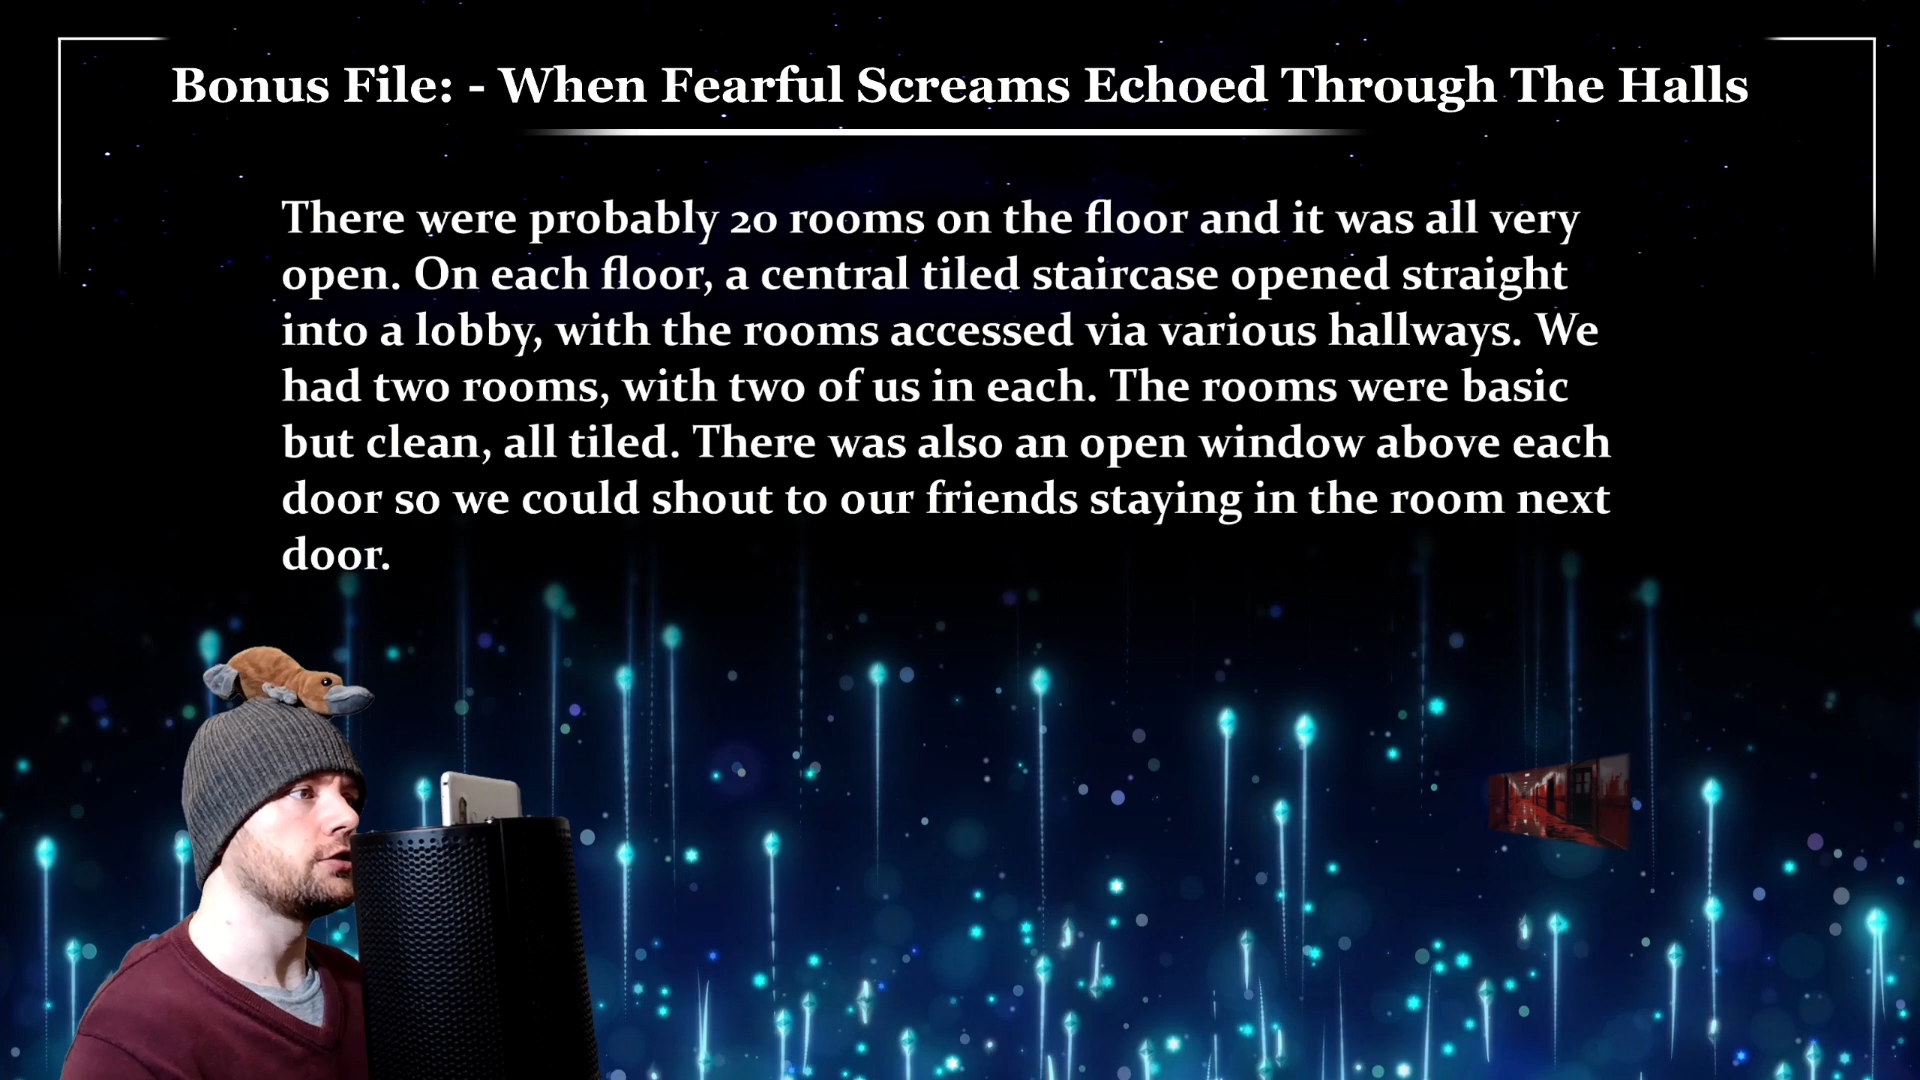 Bonus File: - When Fearful Screams Echoed Through The Halls
There were probably 20 rooms on the floor and it was all very
open. On each floor, a central tiled staircase opened straight
into a lobby, with the rooms accessed via various hallways. We
had two rooms, with two of us in each. The rooms were basic
but clean, all tiled. There was also an open window above each
door so we could shout to our friends staying in the room next
door.